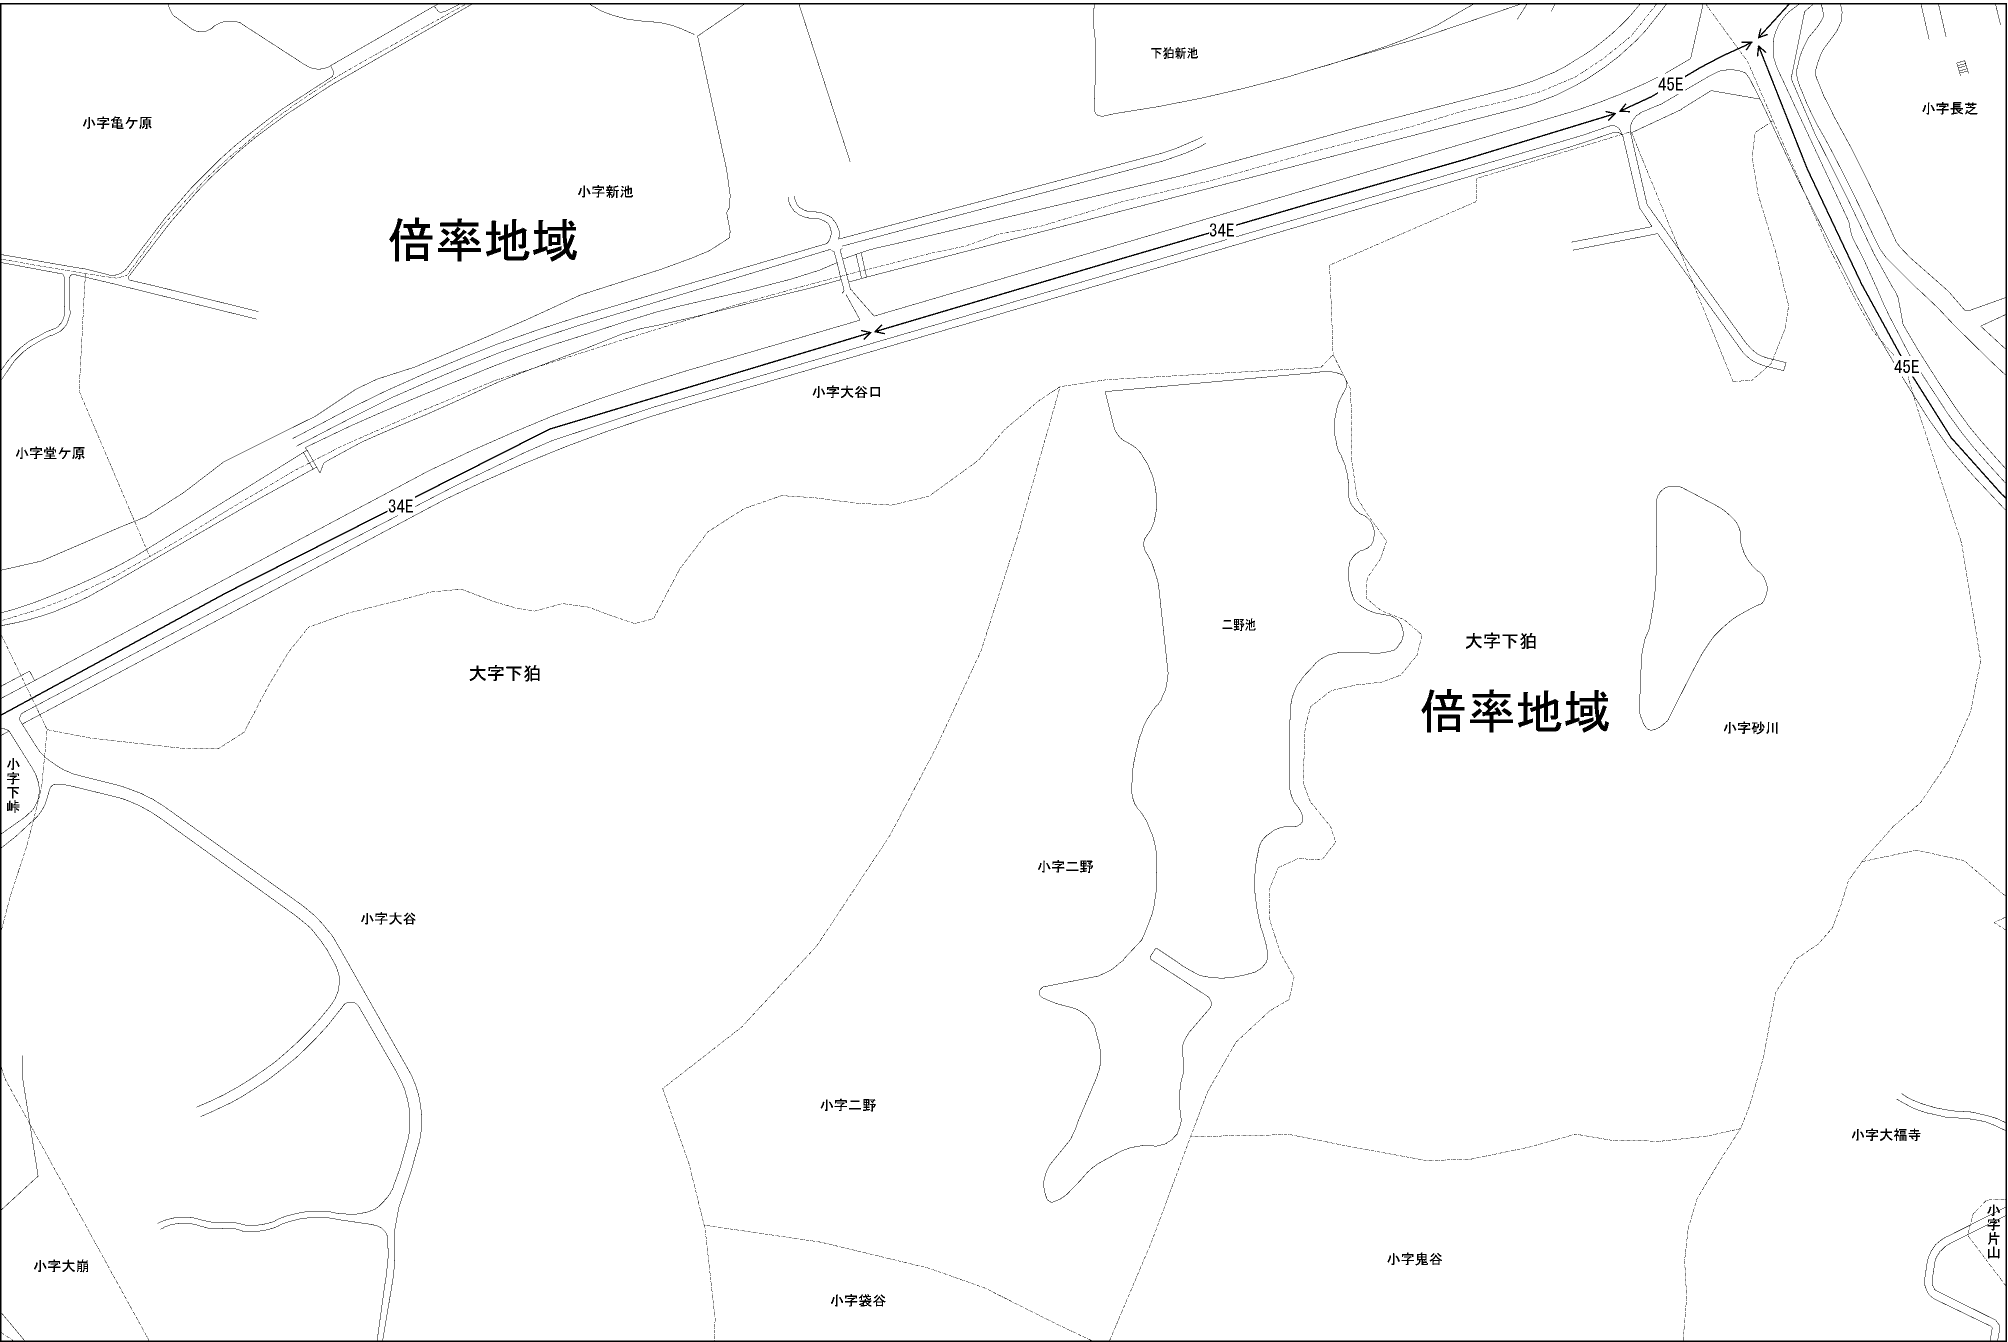 下狛新池
45E
小字長芝
小字亀ケ原
小字新池
34E
倍率地域
45E
小字大谷口
小字堂ケ原
34E
二野池
大字下狛
大字下狛
倍率地域
小字砂川
小字下峠
小字二野
小字大谷
小字二野
小字大福寺
小字片山
小字大崩
小字鬼谷
小字袋谷